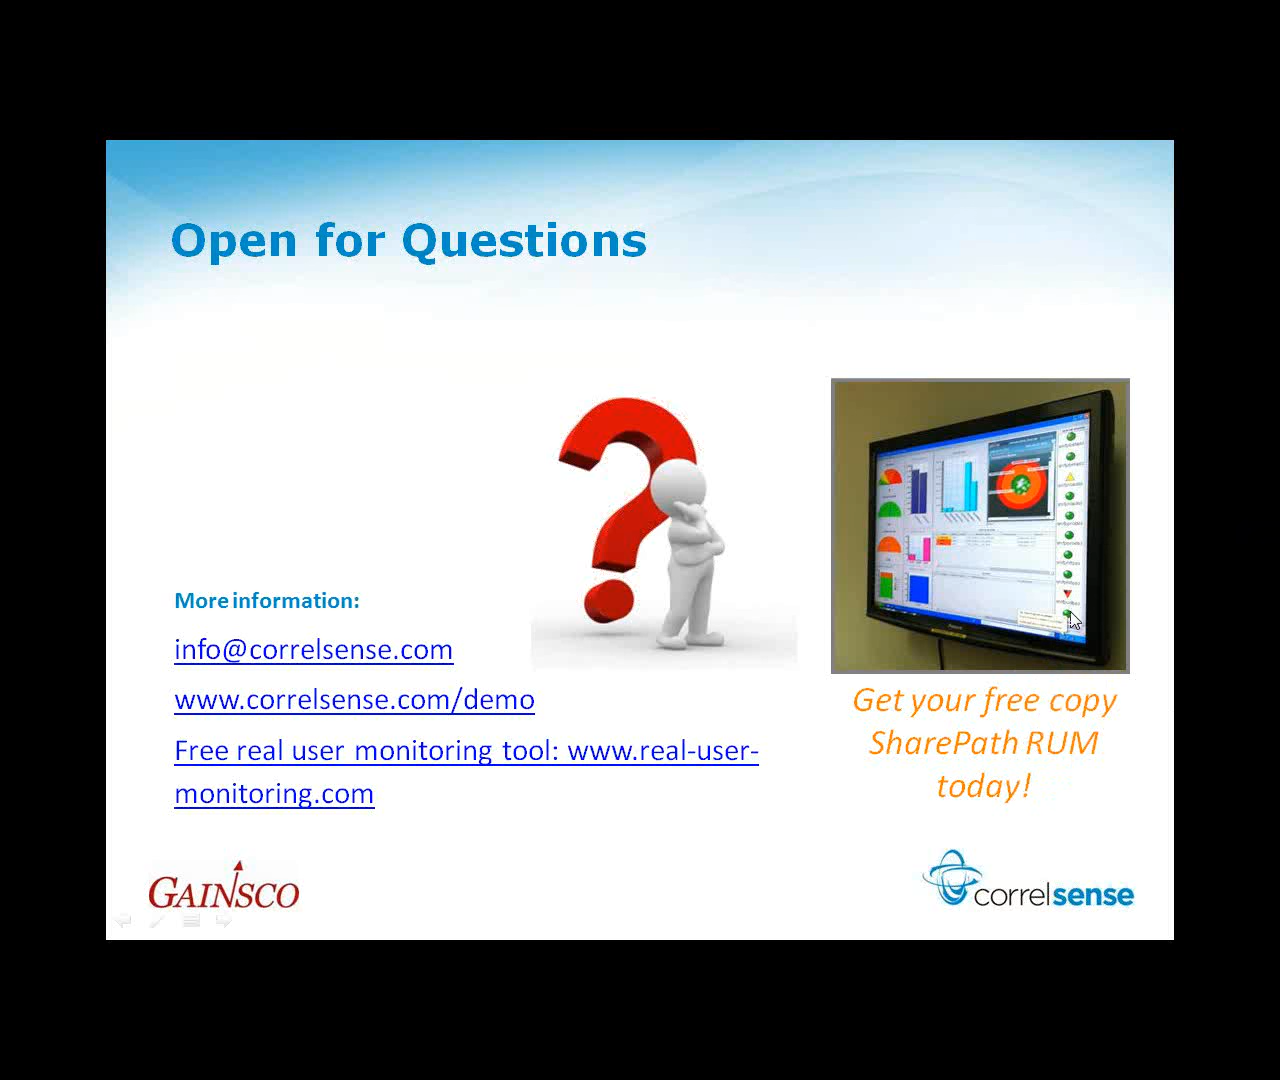 Open for Questions
More information:
info@correlsense.com
www.correlsense.com/demo
Free real user monitoring tool: www.real-user-
monitoring.com
Get your free copy
SharePath RUM
today!
GAINSCO
correlsense